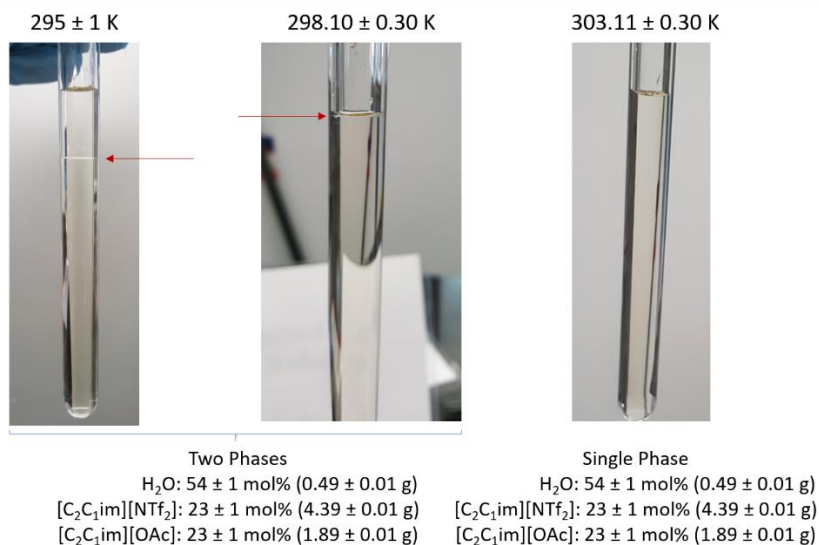 295 ± 1 K
298.10 ± 0.30 K
303.11 ± 0.30 K
Two Phases
H₂O: 54 ± 1 mol% (0.49 ± 0.01 g)
[C₂C₁im][NTf₂]: 23 ± 1 mol% (4.39 ± 0.01 g)
[C₂C₁im][OAc]: 23 ± 1 mol% (1.89 ± 0.01 g)
Single Phase
H₂O: 54 ± 1 mol% (0.49 ± 0.01 g)
[C₂C₁im][NTf₂]: 23 ± 1 mol% (4.39 ± 0.01 g)
[C₂C₁im][OAc]: 23 ± 1 mol% (1.89 ± 0.01 g)